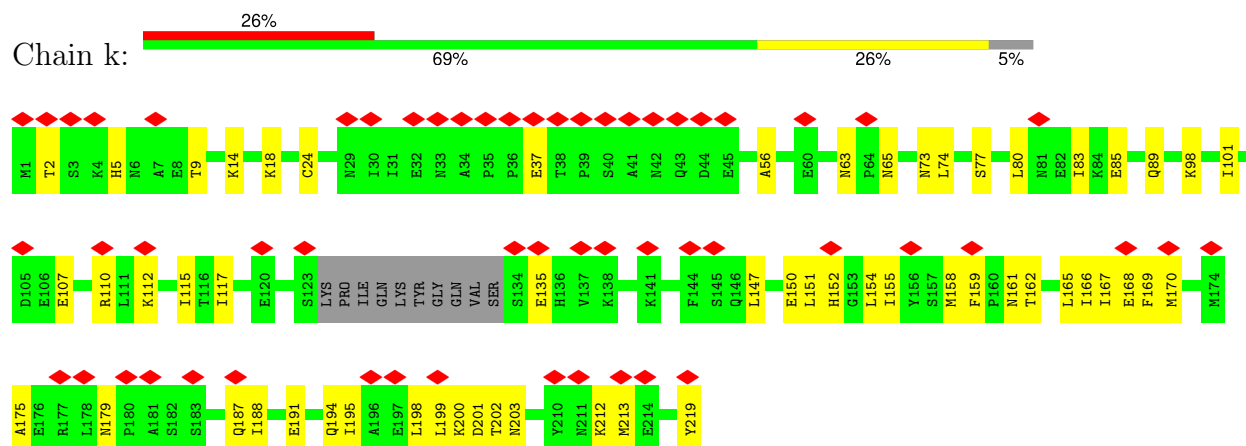 26%
Chain k:
69% 26% 5%
M1 T2 S3 K4 H5 N6 A7 E8 T9 K14 K18 C24 N29 I30 I31 E32 N33 A34 P35 P36 E37 T38 P39 S40 A41 N42 Q43 D44 E45 A56 E60 N63 P64 N65 N73 L74 S77 L80 N81 E82 I83 K84 E85 Q89 K98 I101
D105 E106 E107 R110 L111 K112 I115 T116 I117 E120 S123 LYS PRO ILE GLN LYS TYR GLY GLN VAL SER S134 E135 H136 V137 K138 K141 F144 S145 Q146 L147 E150 L151 H152 G153 L154 I155 Y156 S157 M158 F159 P160 N161 T162 L165 I166 I167 E168 F169 M170 M174
A175 E176 R177 L178 N179 P180 A181 S182 S183 Q187 I188 E191 Q194 I195 A196 E197 L198 L199 K200 D201 T202 N203 Y210 N211 K212 M213 E214 Y219